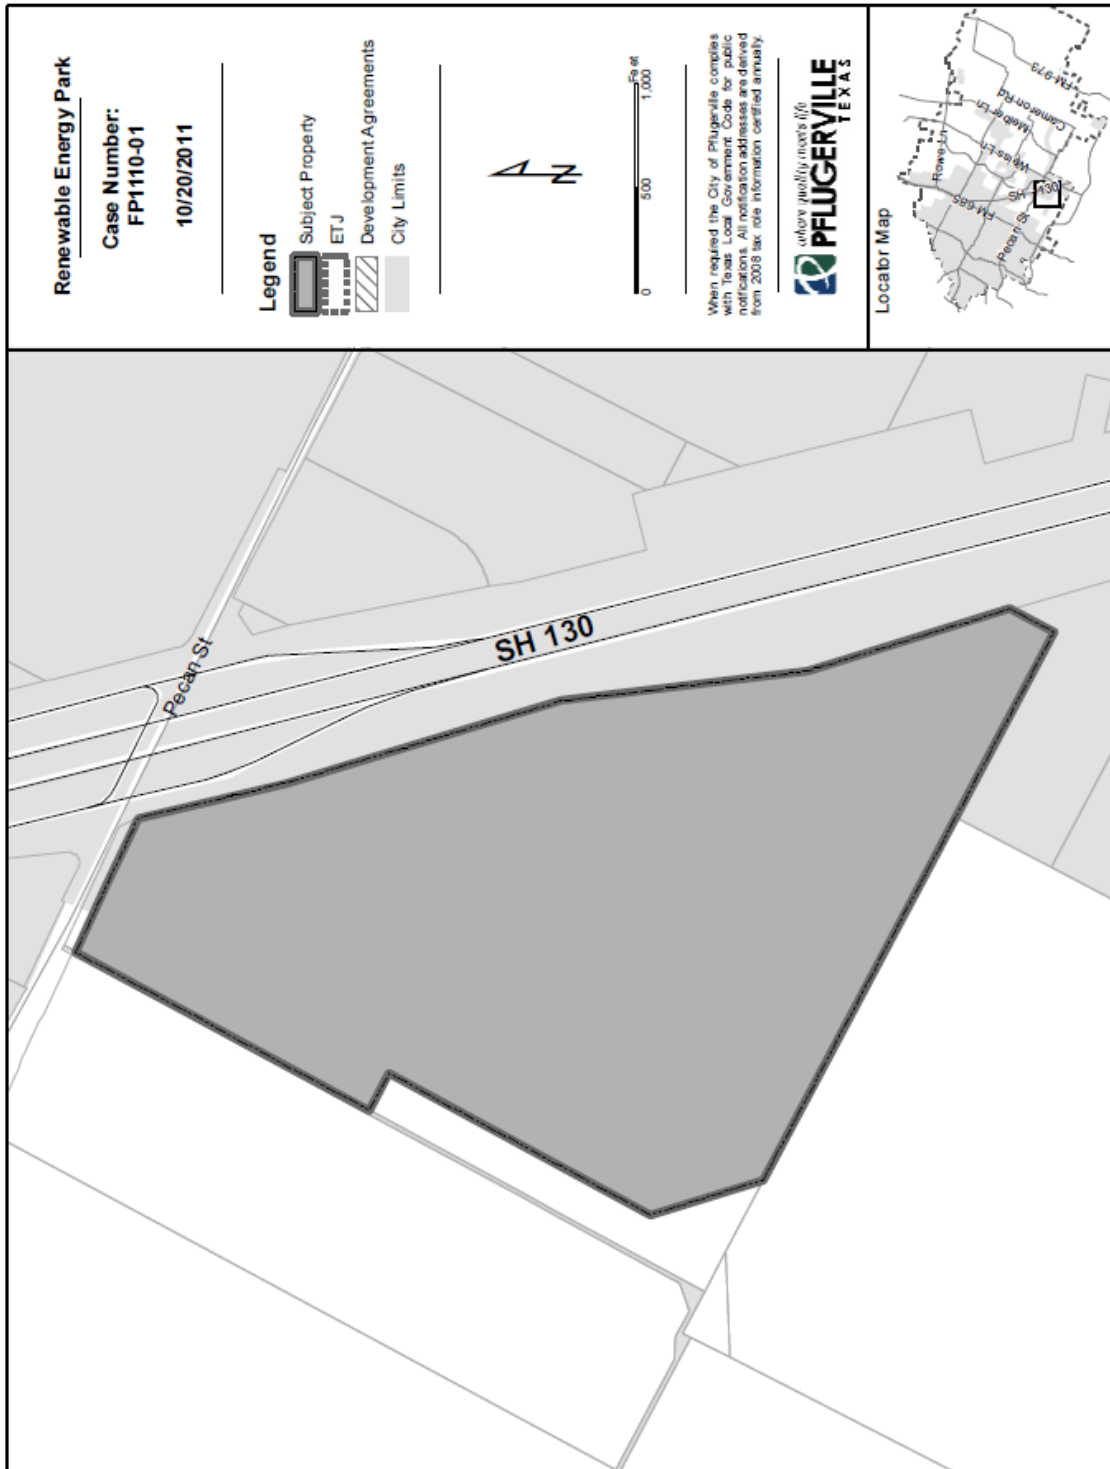 Renewable Energy Park
Case Number:
FP1110-01
10/20/2011
Legend
Subject Property
ETJ
Development Agreements
City Limits
N
Feet
0
500
1,000
When required the City of Pflugerville complies
with Texas Local Government Code for public
notifications. All notification addresses are derived
from 2008 tax role information certified annually.
where quality meets life
PFLUGERVILLE
TEXAS
Locator Map
Rowe Ln
FM-685
Weiss Ln
Melber Ln
Cameron Rd
FM-973
SH 130
Pecan St
Pecan St
SH 130